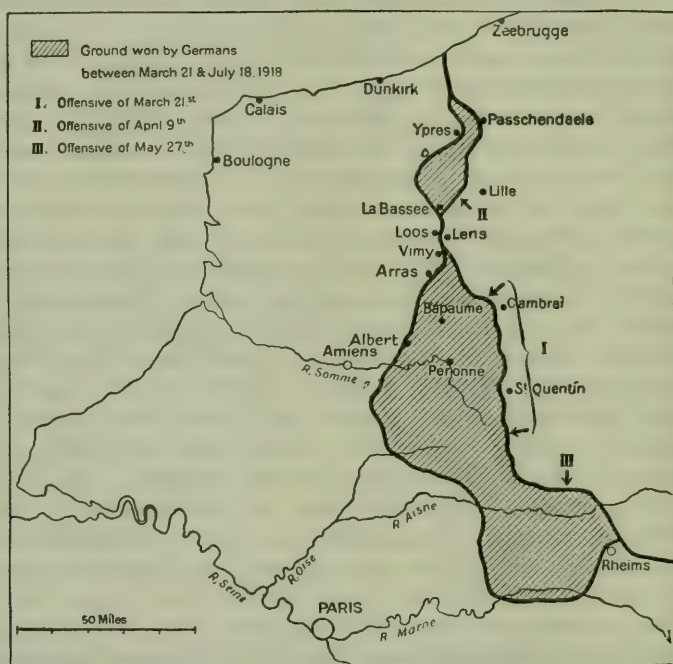 Zeebrugge
Ground won by Germans
between March 21 & July 18, 1918
I. Offensive of March 21.st
II. Offensive of April 9th
III. Offensive of May 27th
Dunkirk
Calais
Ypres
Passchendaele
Boulogne
Lille
La Bassee
II
Loos
Lens
Vimy
Arras
Bapaume
Cambrai
Albert
I
Amiens
R. Somme
Peronne
St Quentin
III
R. Aisne
R. Oise
Rheims
R. Seine
50 Miles
PARIS
R. Marne